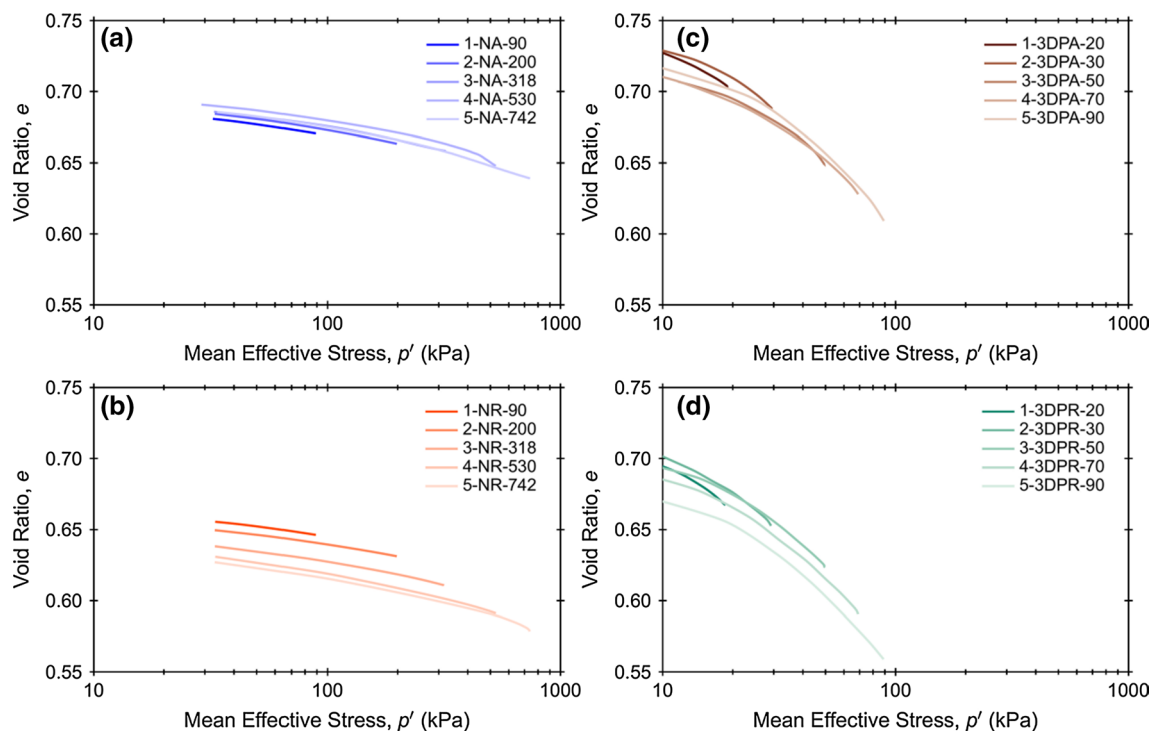 (a)
0.75
0.70
0.65
0.60
0.55
Void Ratio, e
1-NA-90
2-NA-200
3-NA-318
4-NA-530
5-NA-742
10
100
1000
Mean Effective Stress, p′ (kPa)
(c)
0.75
0.70
0.65
0.60
0.55
Void Ratio, e
1-3DPA-20
2-3DPA-30
3-3DPA-50
4-3DPA-70
5-3DPA-90
10
100
1000
Mean Effective Stress, p′ (kPa)
(b)
0.75
0.70
0.65
0.60
0.55
Void Ratio, e
1-NR-90
2-NR-200
3-NR-318
4-NR-530
5-NR-742
10
100
1000
Mean Effective Stress, p′ (kPa)
(d)
0.75
0.70
0.65
0.60
0.55
Void Ratio, e
1-3DPR-20
2-3DPR-30
3-3DPR-50
4-3DPR-70
5-3DPR-90
10
100
1000
Mean Effective Stress, p′ (kPa)